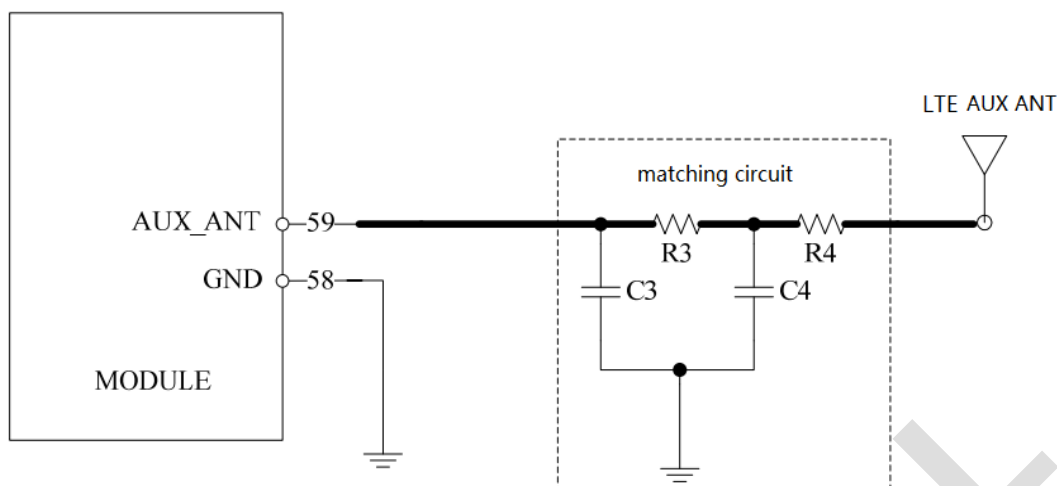 LTE AUX ANT
matching circuit
AUX_ANT 59
R3 R4
GND 58
C3 C4
MODULE